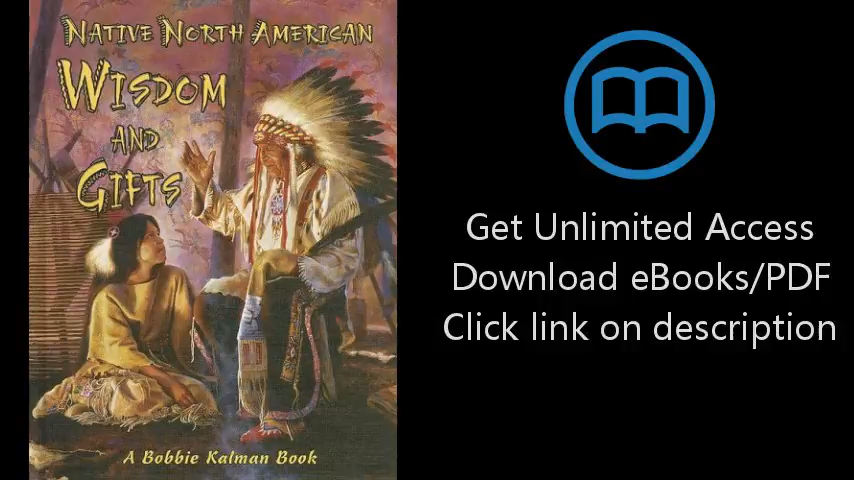 NATIVE NORTH AMERICAN
WISDOM
AND
GIFTS
A Bobbie Kalman Book
Get Unlimited Access
Download eBooks/PDF
Click link on description